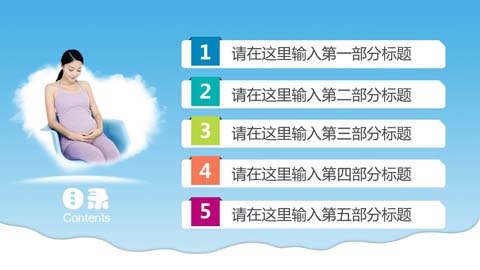 1 请在这里输入第一部分标题
2 请在这里输入第二部分标题
3 请在这里输入第三部分标题
4 请在这里输入第四部分标题
5 请在这里输入第五部分标题
目录
Contents